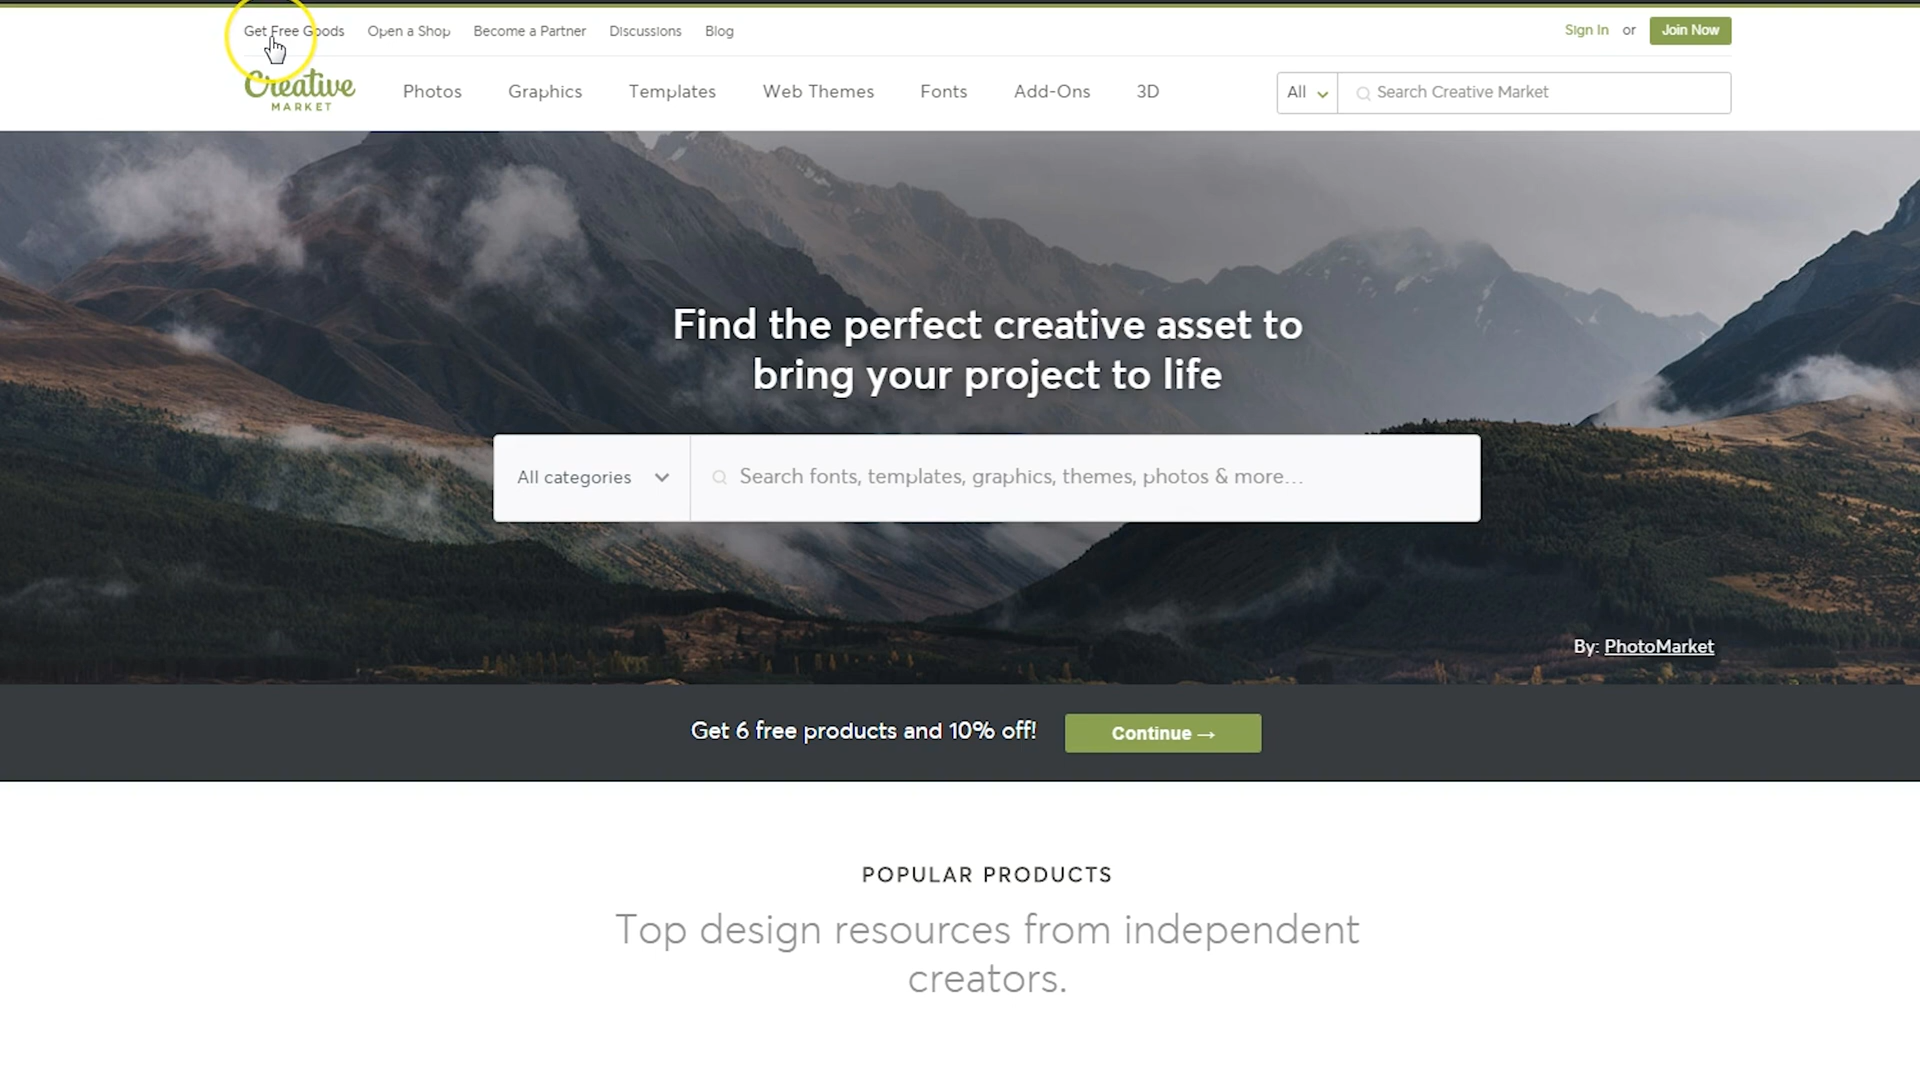 Get Free Goods Open a Shop Become a Partner Discussions Blog Sign In or Join Now
Creative
MARKET
Photos Graphics Templates Web Themes Fonts Add-Ons 3D All Search Creative Market
Find the perfect creative asset to
bring your project to life
All categories Search fonts, templates, graphics, themes, photos & more...
By: PhotoMarket
Get 6 free products and 10% off! Continue →
POPULAR PRODUCTS
Top design resources from independent
creators.